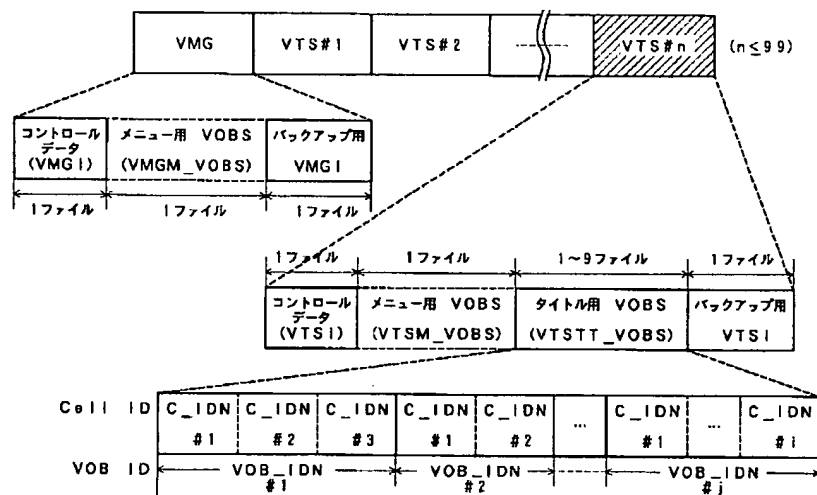 VMG VTS#1 VTS#2 VTS#n (n≤99)
コントロール メニュー用 VOBS バックアップ用
データ (VMGM_VOBS) VMGI
(VMGI)
1ファイル 1ファイル 1ファイル
1ファイル 1ファイル 1〜9ファイル 1ファイル
コントロール メニュー用 VOBS タイトル用 VOBS バックアップ用
データ (VTSM_VOBS) (VTSTT_VOBS) VTSI
(VTSI)
Cell ID C_IDN C_IDN C_IDN C_IDN C_IDN ... C_IDN ... C_IDN
#1 #2 #3 #1 #2 #1 #i
VOB ID VOB_IDN VOB_IDN VOB_IDN
#1 #2 #j